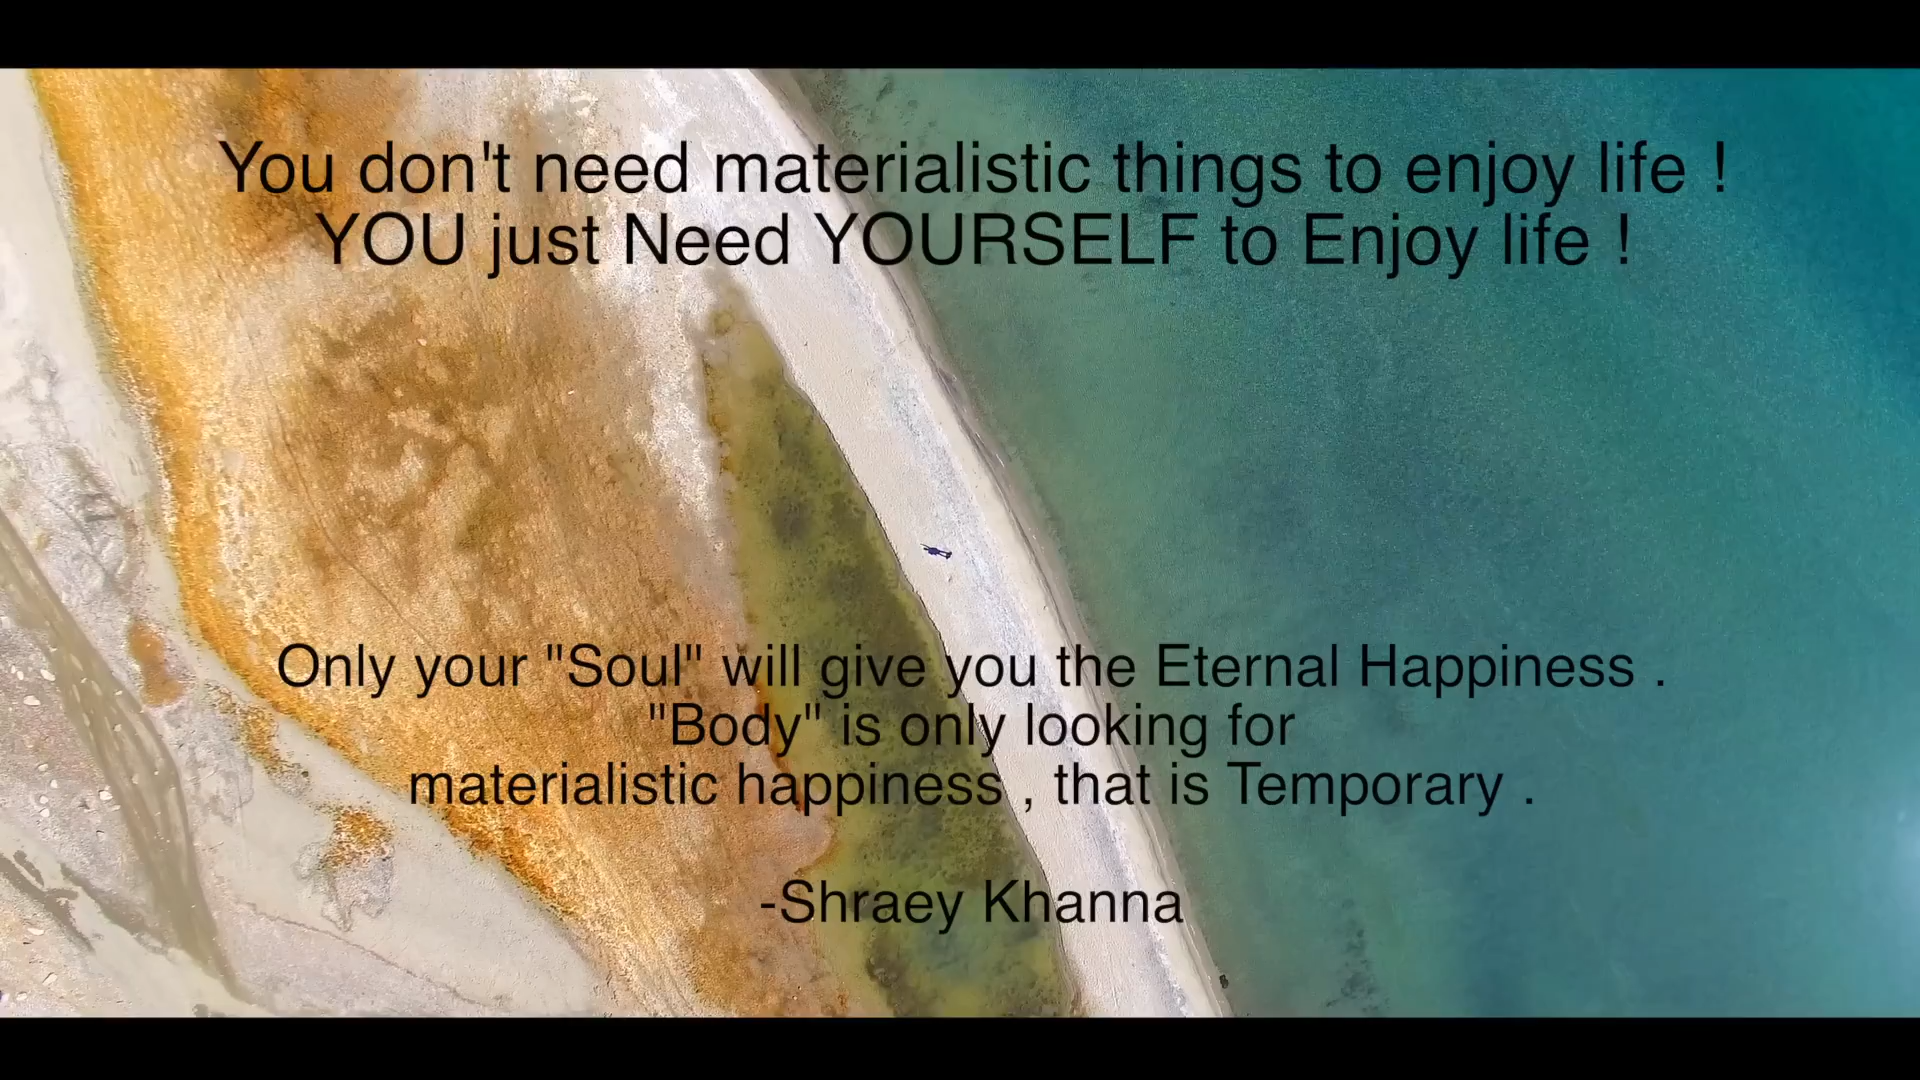 You don't need materialistic things to enjoy life !
YOU just Need YOURSELF to Enjoy life !
Only your "Soul" will give you the Eternal Happiness .
"Body" is only looking for
materialistic happiness , that is Temporary .
-Shraey Khanna